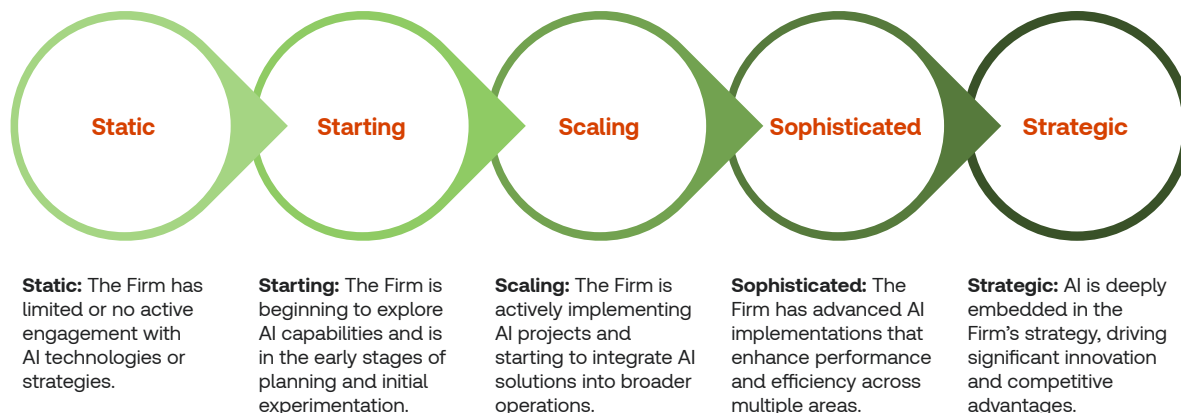 Static
Starting
Scaling
Sophisticated
Strategic
Static: The Firm has
limited or no active
engagement with
AI technologies or
strategies.
Starting: The Firm is
beginning to explore
AI capabilities and is
in the early stages of
planning and initial
experimentation.
Scaling: The Firm is
actively implementing
AI projects and
starting to integrate AI
solutions into broader
operations.
Sophisticated: The
Firm has advanced AI
implementations that
enhance performance
and efficiency across
multiple areas.
Strategic: AI is deeply
embedded in the
Firm’s strategy, driving
significant innovation
and competitive
advantages.